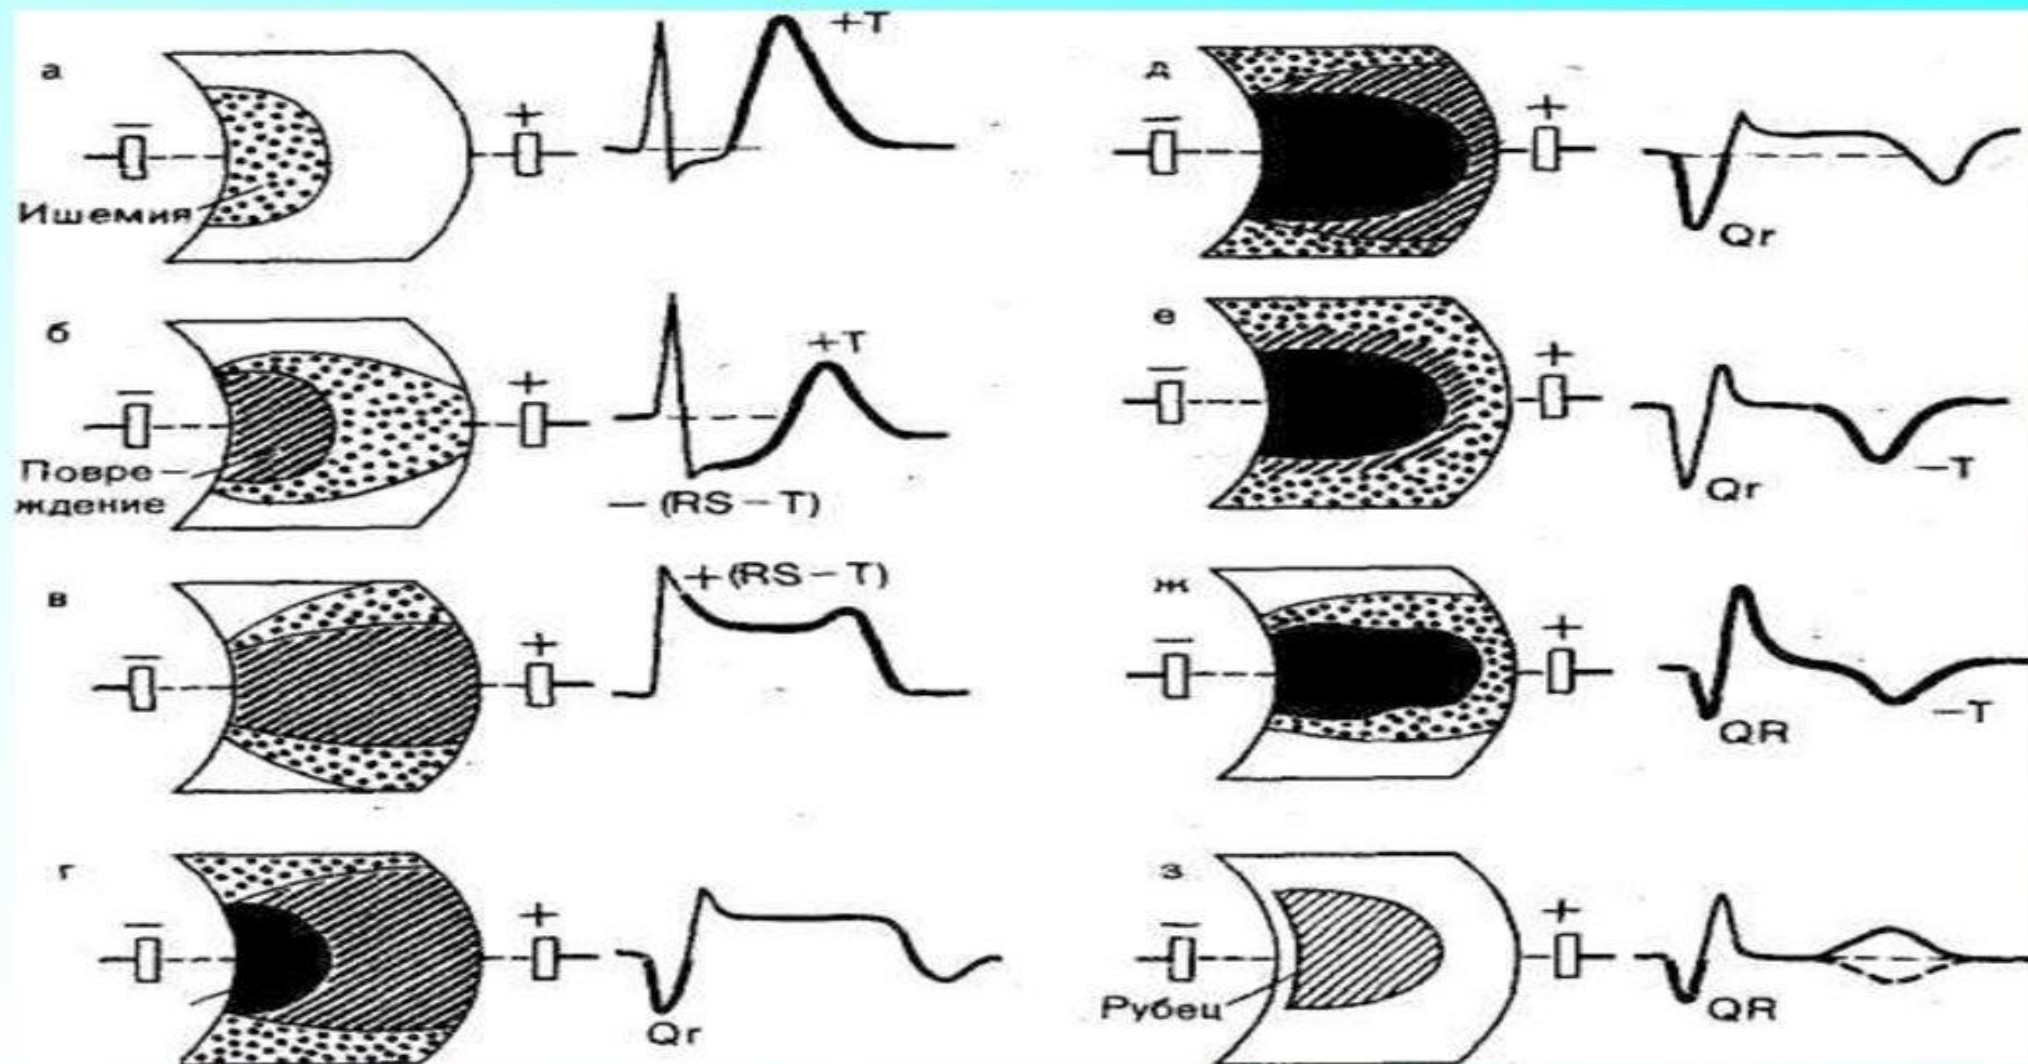 а
+Т
−
+
Ишемия
б
+Т
−
+
Повре–
ждение
−(RS−T)
в
+(RS−T)
−
+
г
−
+
Qr
д
−
+
Qr
е
−
+
Qr
−Т
ж
−
+
QR
−Т
з
−
+
Рубец
QR